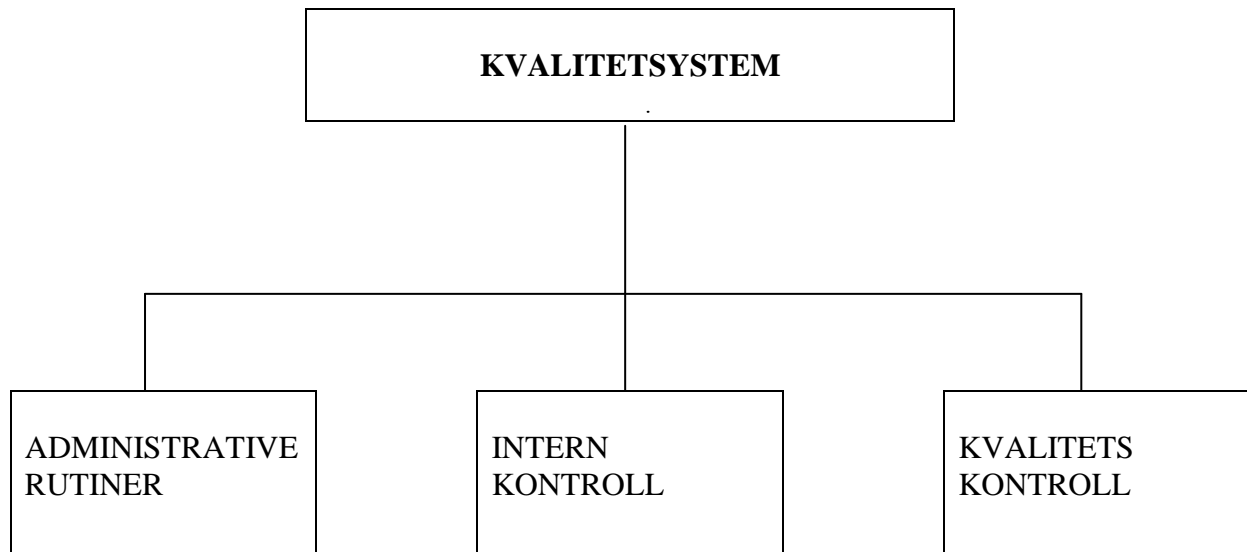 KVALITETSYSTEM
.
ADMINISTRATIVE
RUTINER
INTERN
KONTROLL
KVALITETS
KONTROLL